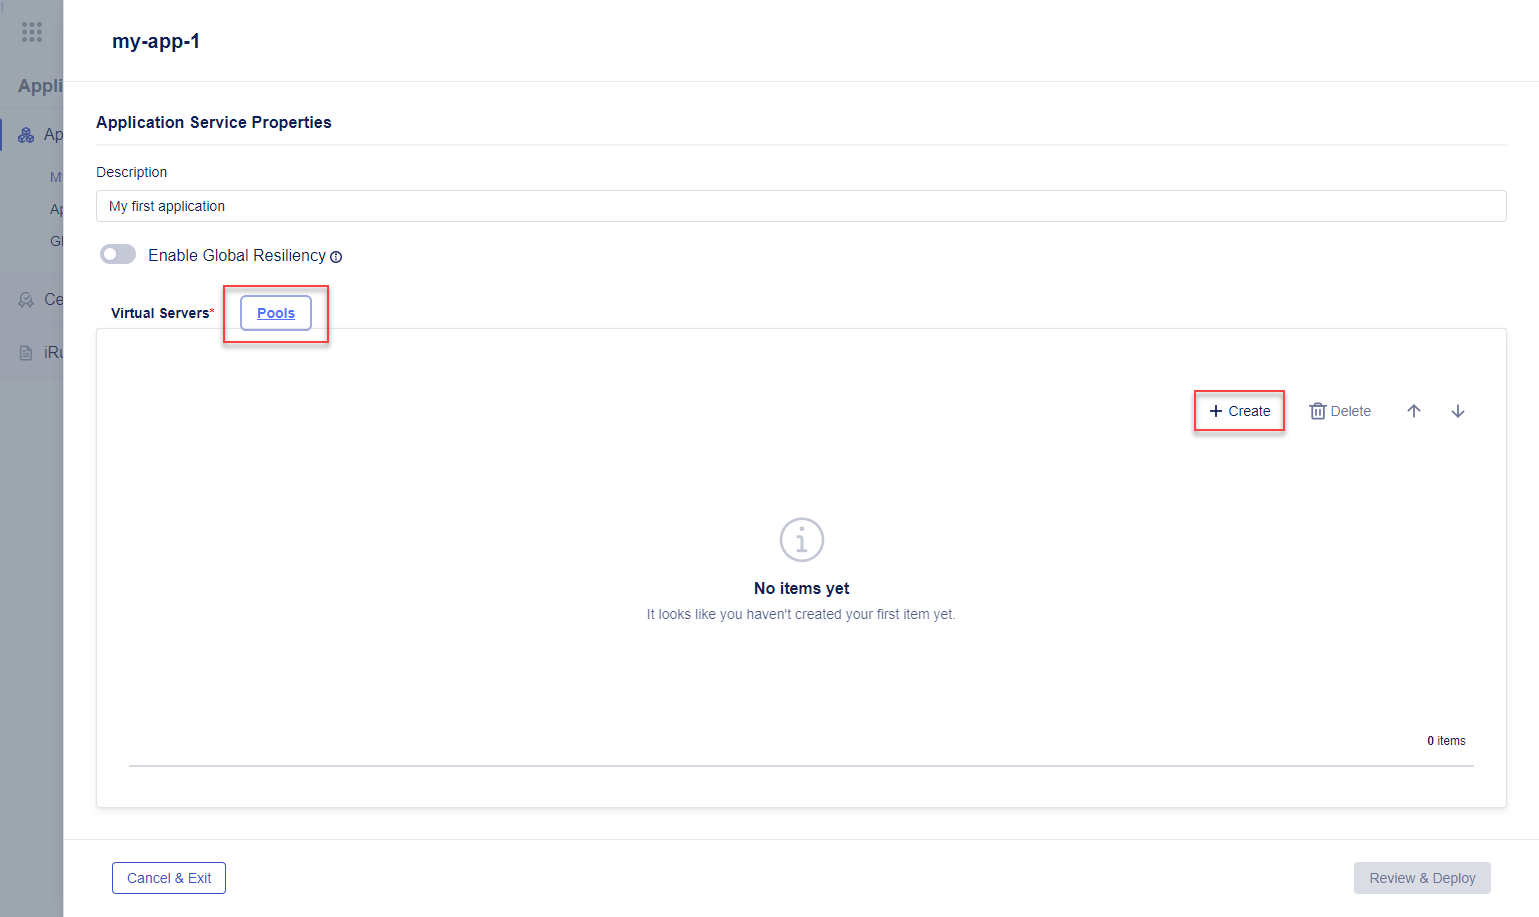 my-app-1
Appli
Application Service Properties
Ap
Description
My first application
Enable Global Resiliency
Ce
Virtual Servers* Pools
iRu
+ Create Delete
No items yet
It looks like you haven't created your first item yet.
0 items
Cancel & Exit Review & Deploy